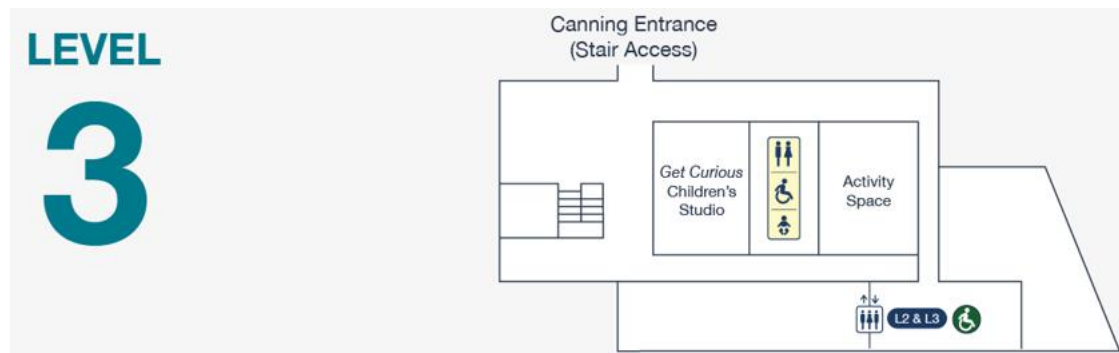 LEVEL
3
Canning Entrance
(Stair Access)
Get Curious
Children's
Studio
Activity
Space
L2 & L3